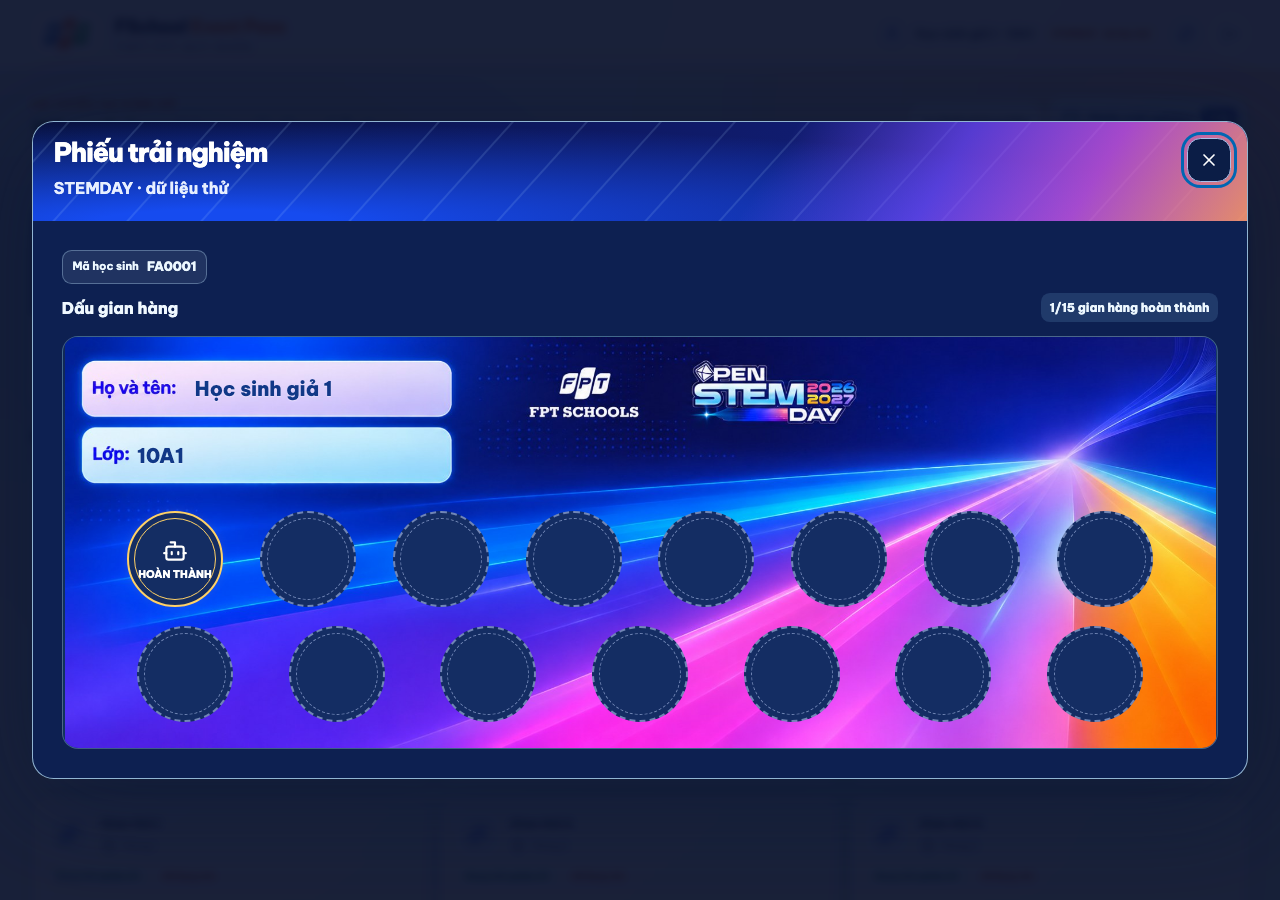 Phiếu trải nghiệm
STEMDAY · dữ liệu thử
Mã học sinh FA0001
Dấu gian hàng
1/15 gian hàng hoàn thành
Họ và tên: Học sinh giả 1
Lớp: 10A1
FPT
FPT SCHOOLS
OPEN
STEM 2026 2027
DAY
HOÀN THÀNH